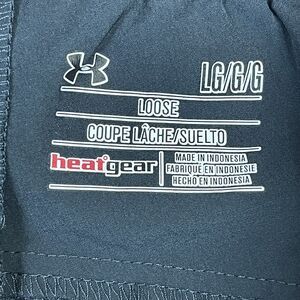 LG/G/G
LOOSE
COUPE LÂCHE/SUELTO
heatgear
MADE IN INDONESIA
FABRIQUÉ EN INDONÉSIE
HECHO EN INDONESIA